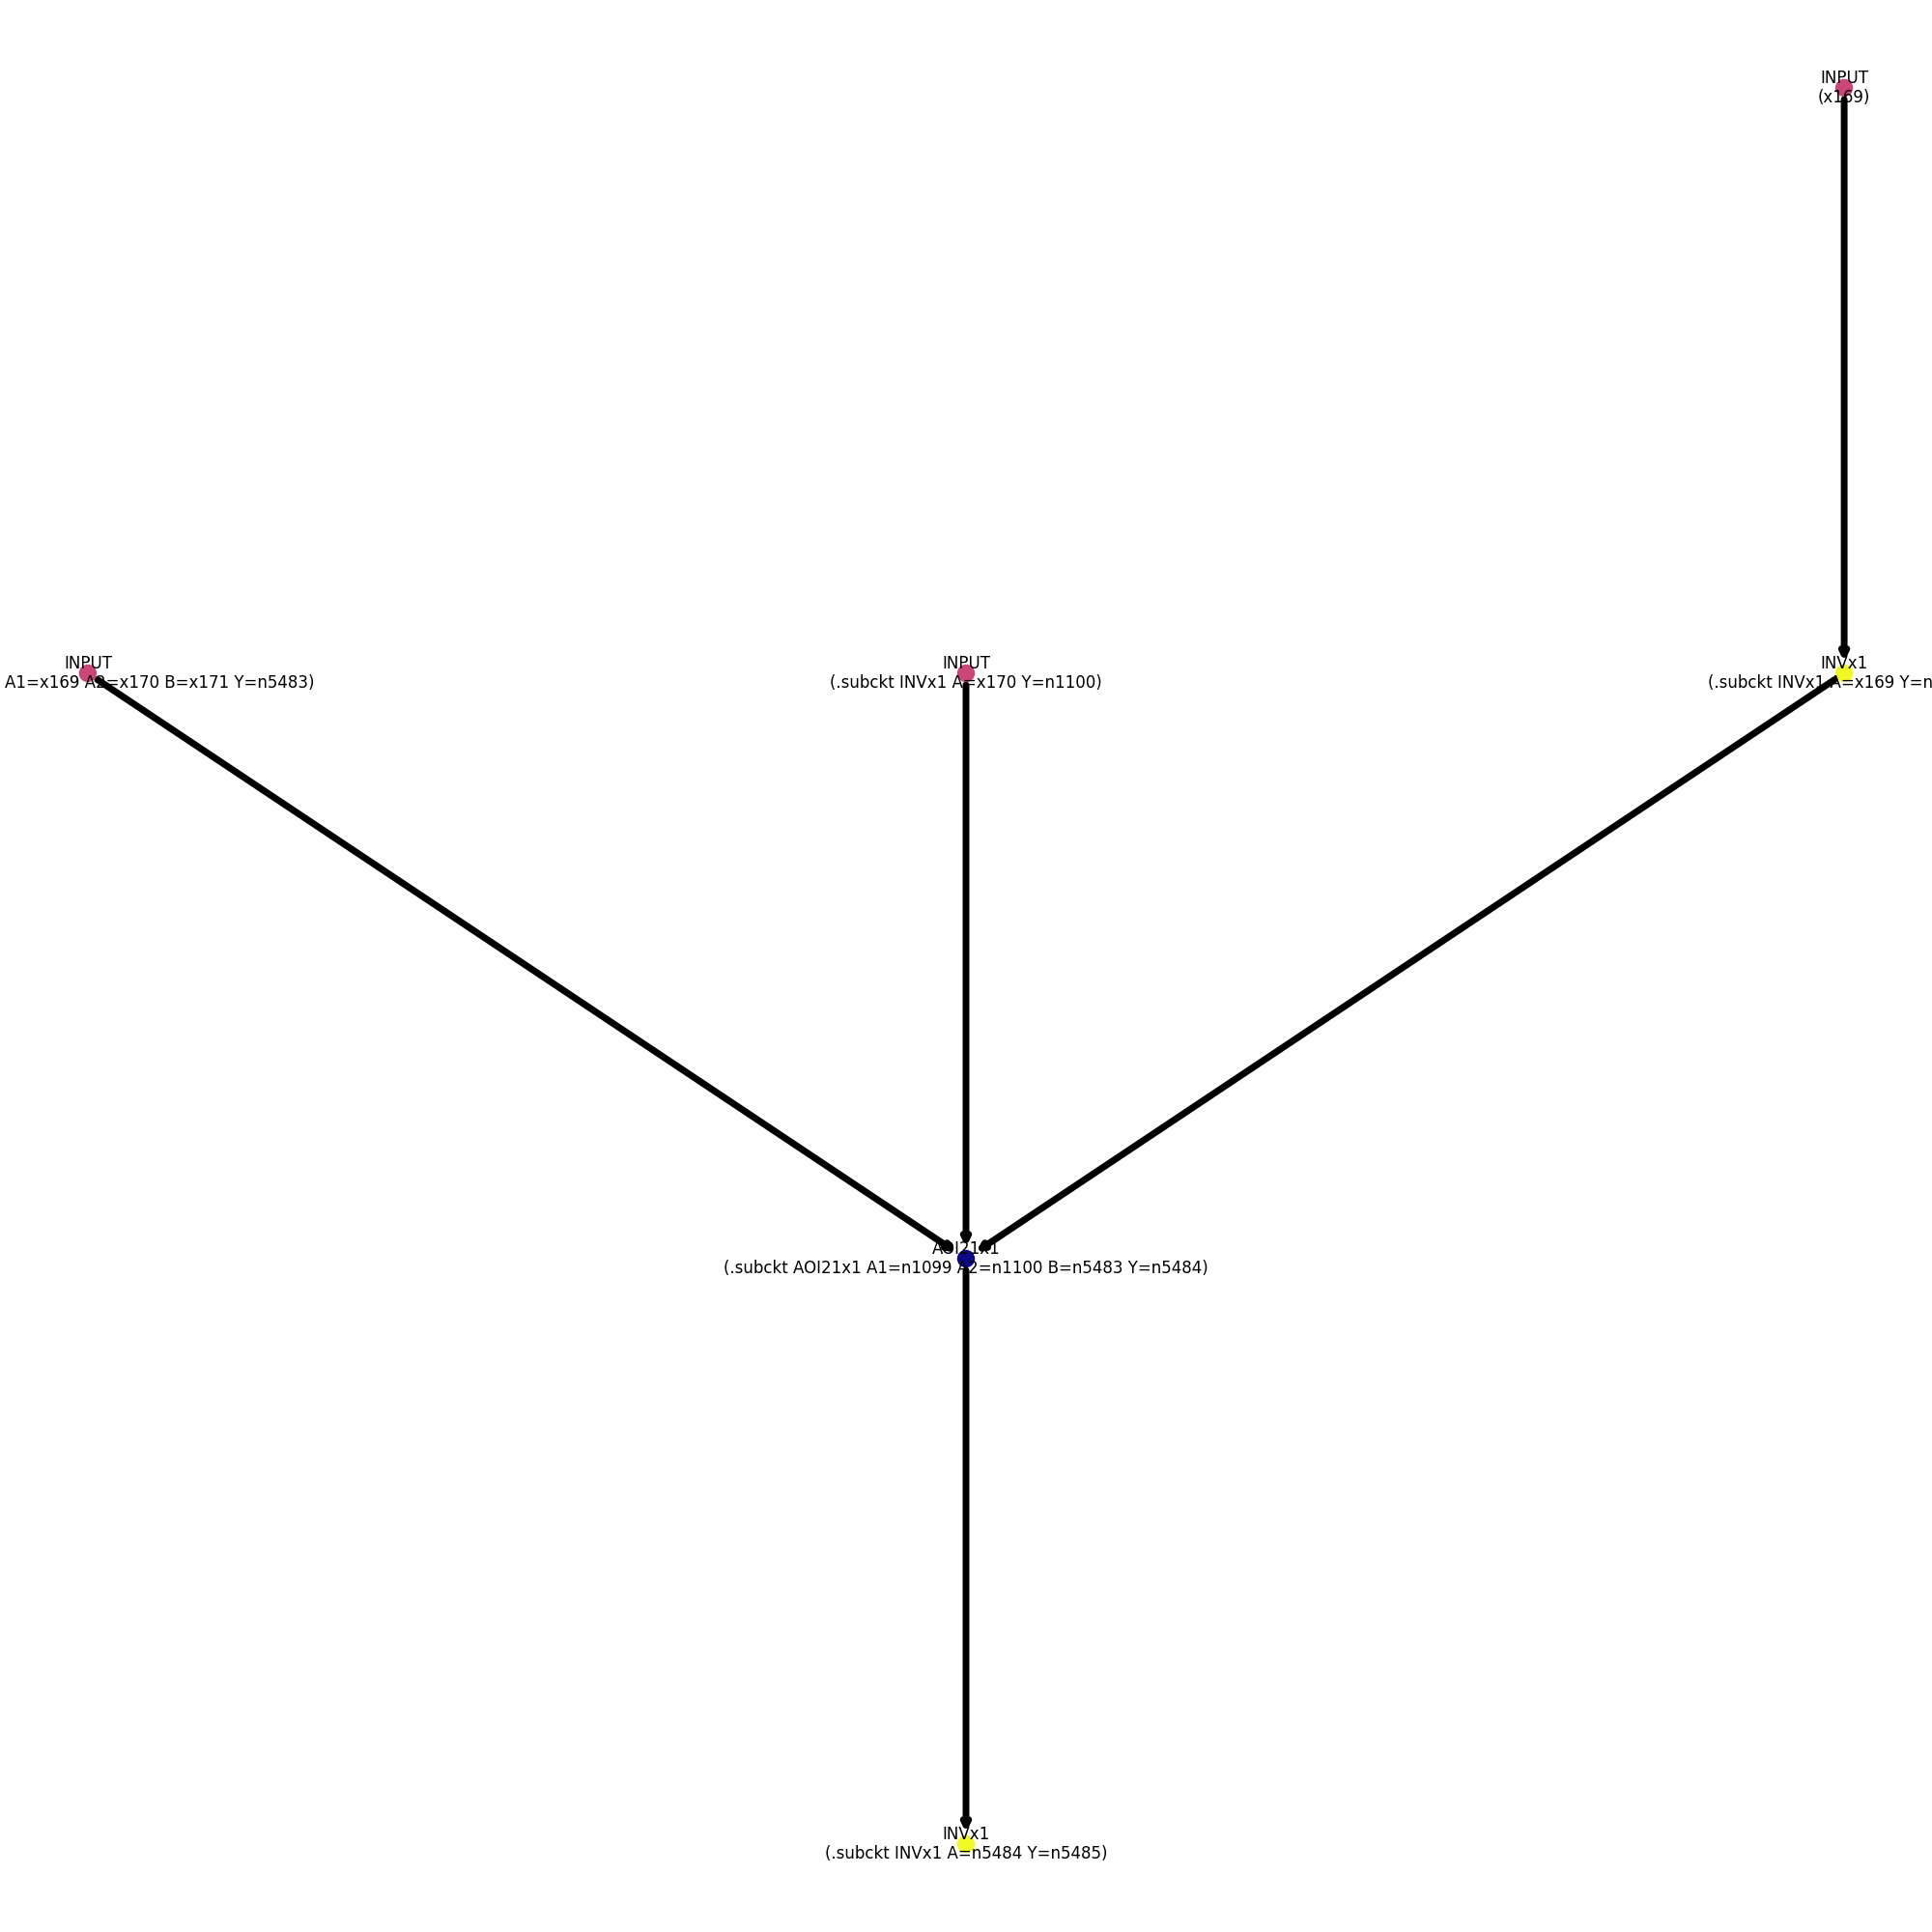 INPUT
(x169)
INPUT
A1=x169 A2=x170 B=x171 Y=n5483)
INPUT
(.subckt INVx1 A=x170 Y=n1100)
INVx1
(.subckt INVx1 A=x169 Y=n
AOI21x1
(.subckt AOI21x1 A1=n1099 A2=n1100 B=n5483 Y=n5484)
INVx1
(.subckt INVx1 A=n5484 Y=n5485)